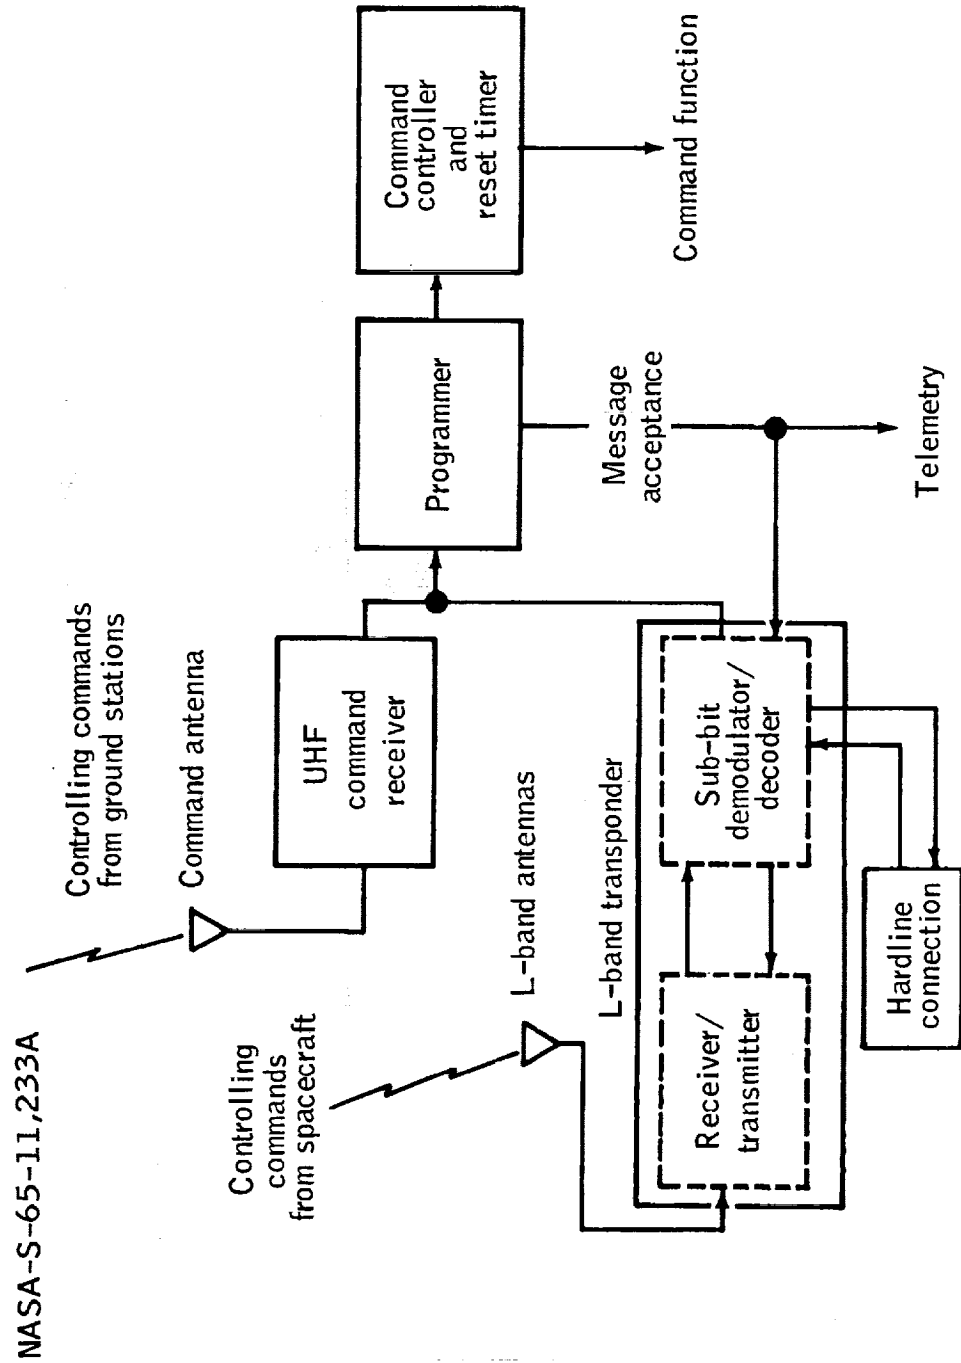 NASA-S-65-11,233A
Controlling commands
from ground stations
Command antenna
UHF
command
receiver
Controlling
commands
from spacecraft
L-band antennas
L-band transponder
Receiver/
transmitter
Sub-bit
demodulator/
decoder
Hardline
connection
Programmer
Message
acceptance
Telemetry
Command
controller
and
reset timer
Command function